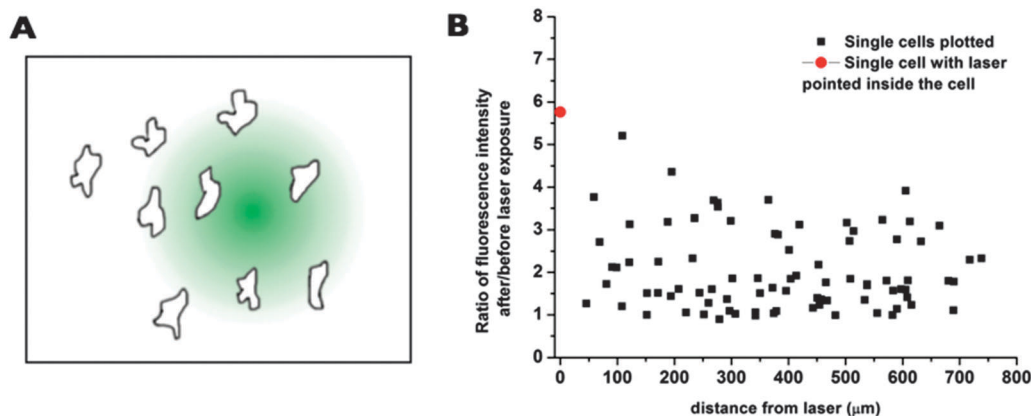 A
B
8
7
6
5
4
3
2
1
0
Ratio of fluorescence intensity
after/before laser exposure
Single cells plotted
Single cell with laser
pointed inside the cell
0 100 200 300 400 500 600 700 800
distance from laser (μm)